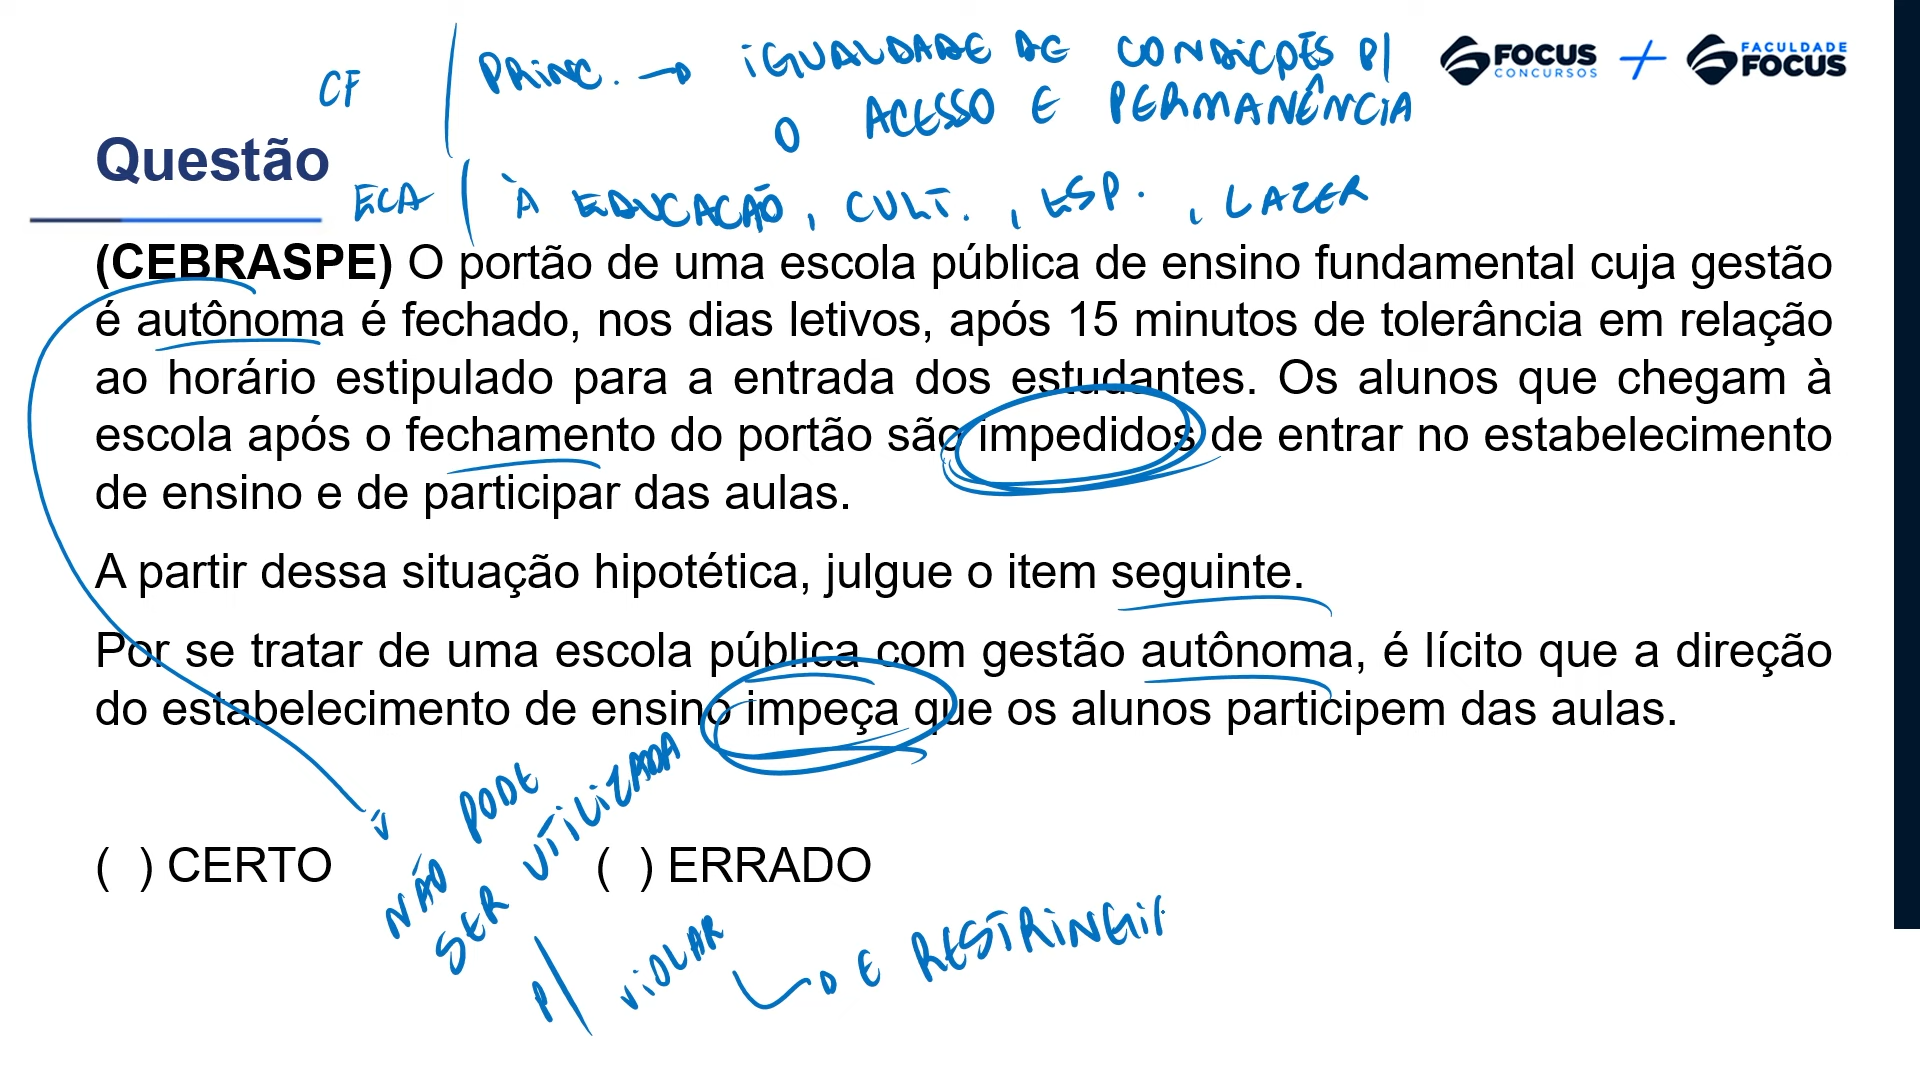 CF
PRINC. → IGUALDADE DE CONDIÇÕES P/
O ACESSO E PERMANÊNCIA
FOCUS
CONCURSOS
FACULDADE
FOCUS
Questão
ECA
À EDUCAÇÃO, CULT., ESP., LAZER
(CEBRASPE) O portão de uma escola pública de ensino fundamental cuja gestão
é autônoma é fechado, nos dias letivos, após 15 minutos de tolerância em relação
ao horário estipulado para a entrada dos estudantes. Os alunos que chegam à
escola após o fechamento do portão são impedidos de entrar no estabelecimento
de ensino e de participar das aulas.
A partir dessa situação hipotética, julgue o item seguinte.
Por se tratar de uma escola pública com gestão autônoma, é lícito que a direção
do estabelecimento de ensino impeça que os alunos participem das aulas.
( ) CERTO
( ) ERRADO
NÃO PODE
SER UTILIZADA
P/ VIOLAR
E RESTRINGIR